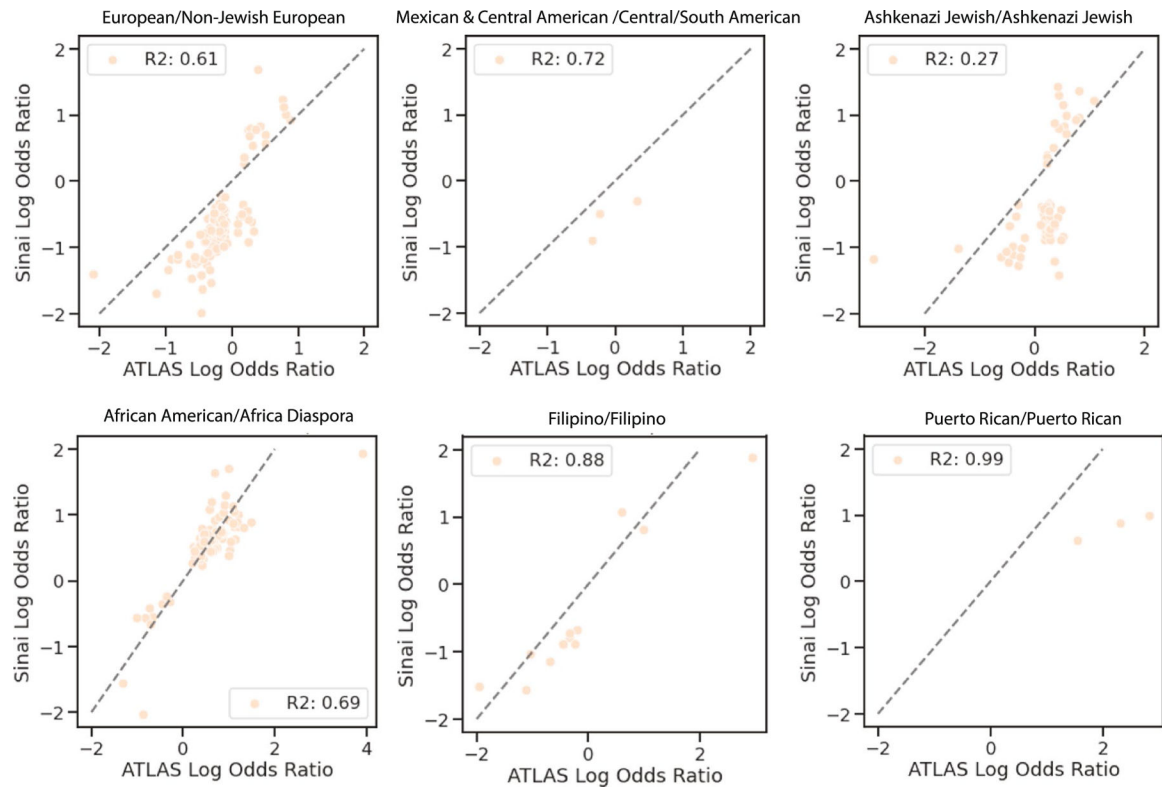 European/Non-Jewish European
R2: 0.61
2
1
0
−1
−2
Sinai Log Odds Ratio
−2 −1 0 1 2
ATLAS Log Odds Ratio
Mexican & Central American /Central/South American
R2: 0.72
2
1
0
−1
−2
Sinai Log Odds Ratio
−2 −1 0 1 2
ATLAS Log Odds Ratio
Ashkenazi Jewish/Ashkenazi Jewish
R2: 0.27
2
1
0
−1
−2
Sinai Log Odds Ratio
−2 0 2
ATLAS Log Odds Ratio
African American/Africa Diaspora
2
1
0
−1
−2
Sinai Log Odds Ratio
R2: 0.69
−2 0 2 4
ATLAS Log Odds Ratio
Filipino/Filipino
R2: 0.88
2
1
0
−1
−2
Sinai Log Odds Ratio
−2 0 2
ATLAS Log Odds Ratio
Puerto Rican/Puerto Rican
R2: 0.99
2
1
0
−1
−2
Sinai Log Odds Ratio
−2 0 2
ATLAS Log Odds Ratio